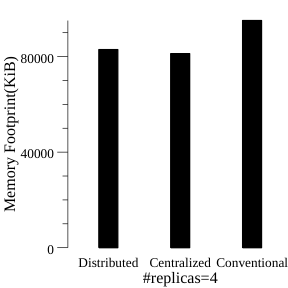 Memory Footprint(KiB)
80000
40000
0
Distributed Centralized Conventional
#replicas=4